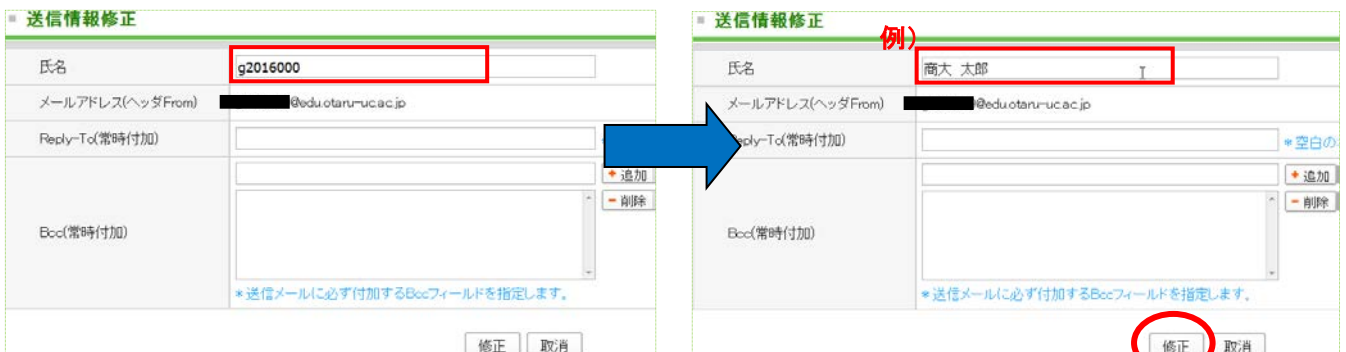 送信情報修正
氏名
g2016000
メールアドレス(ヘッダFrom)
@edu.otaru-uc.ac.jp
Reply-To(常時付加)
*
追加
削除
Bcc(常時付加)
*送信メールに必ず付加するBccフィールドを指定します。
修正
取消
送信情報修正
例)
氏名
商大 太郎
メールアドレス(ヘッダFrom)
@edu.otaru-uc.ac.jp
Reply-To(常時付加)
*空白の
追加
削除
Bcc(常時付加)
*送信メールに必ず付加するBccフィールドを指定します。
修正
取消